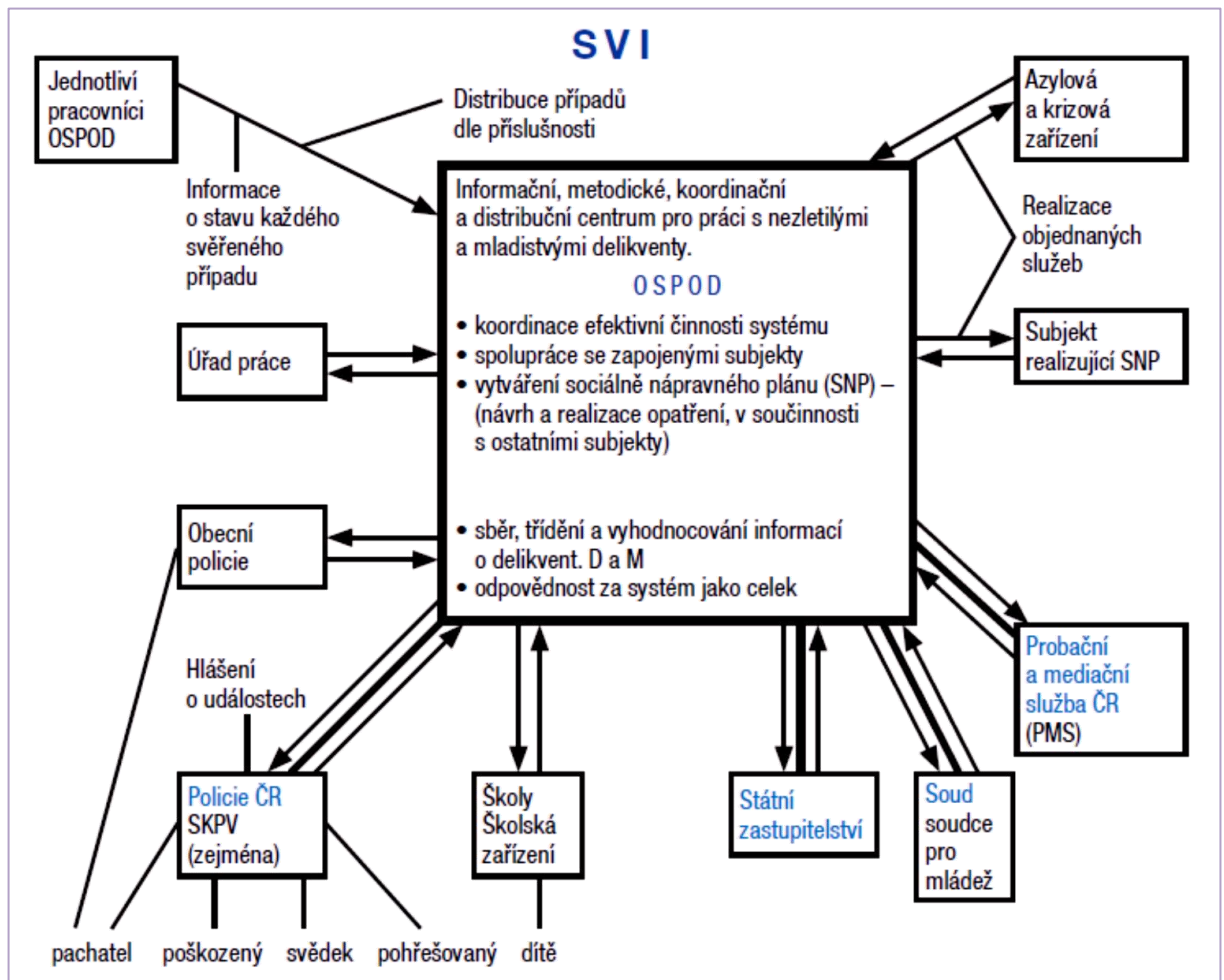 SVI
Jednotliví
pracovníci
OSPOD
Distribuce případů
dle příslušnosti
Azylová
a krizová
zařízení
Informace
o stavu každého
svěřeného
případu
Informační, metodické, koordinační
a distribuční centrum pro práci s nezletilými
a mladistvými delikventy.
OSPOD
• koordinace efektivní činnosti systému
• spolupráce se zapojenými subjekty
• vytváření sociálně nápravného plánu (SNP) –
(návrh a realizace opatření, v součinnosti
s ostatními subjekty)
• sběr, třídění a vyhodnocování informací
o delikvent. D a M
• odpovědnost za systém jako celek
Realizace
objednaných
služeb
Úřad práce
Subjekt
realizující SNP
Obecní
policie
Hlášení
o událostech
Probační
a mediační
služba ČR
(PMS)
Policie ČR
SKPV
(zejména)
Školy
Školská
zařízení
Státní
zastupitelství
Soud
soudce
pro
mládež
pachatel
poškozený
svědek
pohřešovaný
dítě